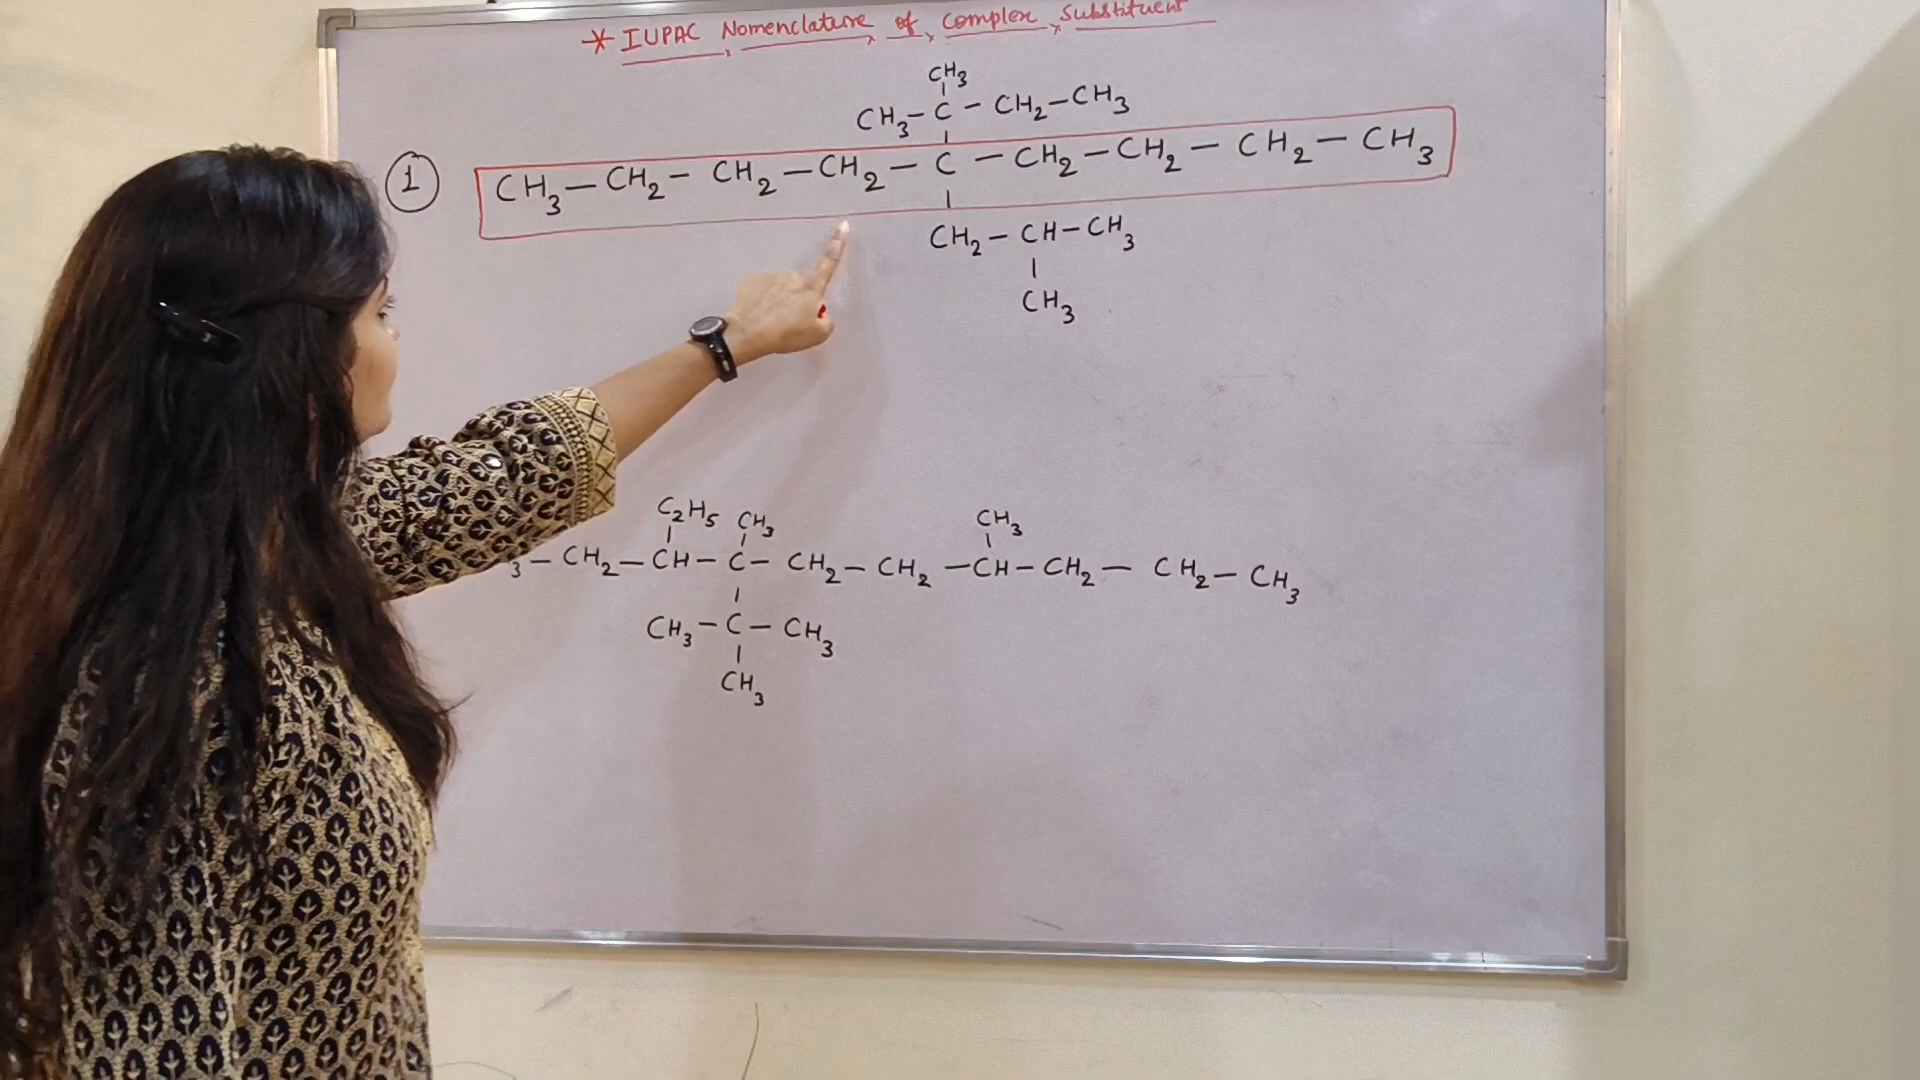 * IUPAC Nomenclature of complex substituent
CH3
CH3-C-CH2-CH3
1 CH3-CH2-CH2-CH2-C-CH2-CH2-CH2-CH3
CH2-CH-CH3
CH3
C2H5 CH3 CH3
3-CH2-CH-C-CH2-CH2-CH-CH2-CH2-CH3
CH3-C-CH3
CH3